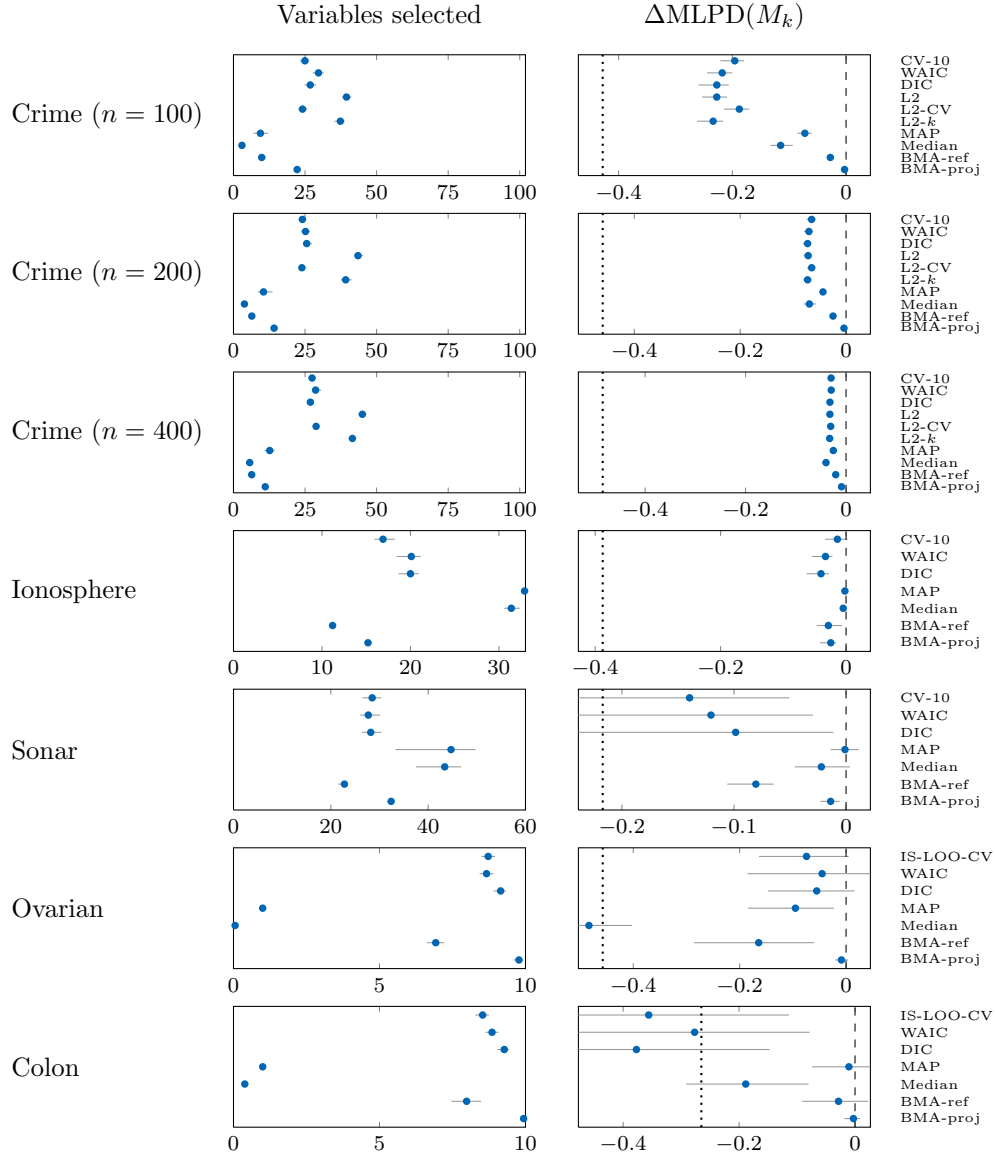 Variables selected ΔMLPD(M_k)
CV-10
WAIC
DIC
L2
Crime (n = 100)
L2-CV
L2-k
MAP
Median
BMA-ref
BMA-proj
0 25 50 75 100 −0.4 −0.2 0
CV-10
WAIC
DIC
L2
Crime (n = 200)
L2-CV
L2-k
MAP
Median
BMA-ref
BMA-proj
0 25 50 75 100 −0.4 −0.2 0
CV-10
WAIC
DIC
L2
Crime (n = 400)
L2-CV
L2-k
MAP
Median
BMA-ref
BMA-proj
0 25 50 75 100 −0.4 −0.2 0
CV-10
WAIC
DIC
Ionosphere
MAP
Median
BMA-ref
BMA-proj
0 10 20 30 −0.4 −0.2 0
CV-10
WAIC
DIC
Sonar
MAP
Median
BMA-ref
BMA-proj
0 20 40 60 −0.2 −0.1 0
IS-LOO-CV
WAIC
DIC
Ovarian
MAP
Median
BMA-ref
BMA-proj
0 5 10 −0.4 −0.2 0
IS-LOO-CV
WAIC
DIC
Colon
MAP
Median
BMA-ref
BMA-proj
0 5 10 −0.4 −0.2 0